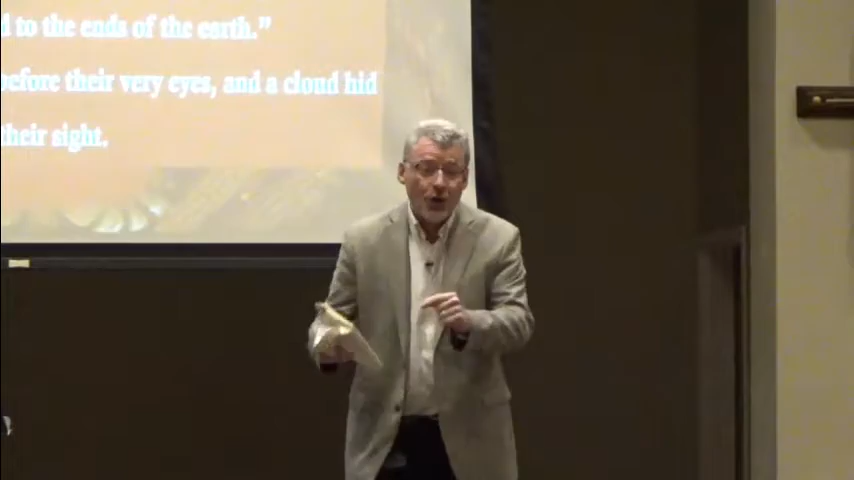 d to the ends of the earth.”
before their very eyes, and a cloud hid
their sight.